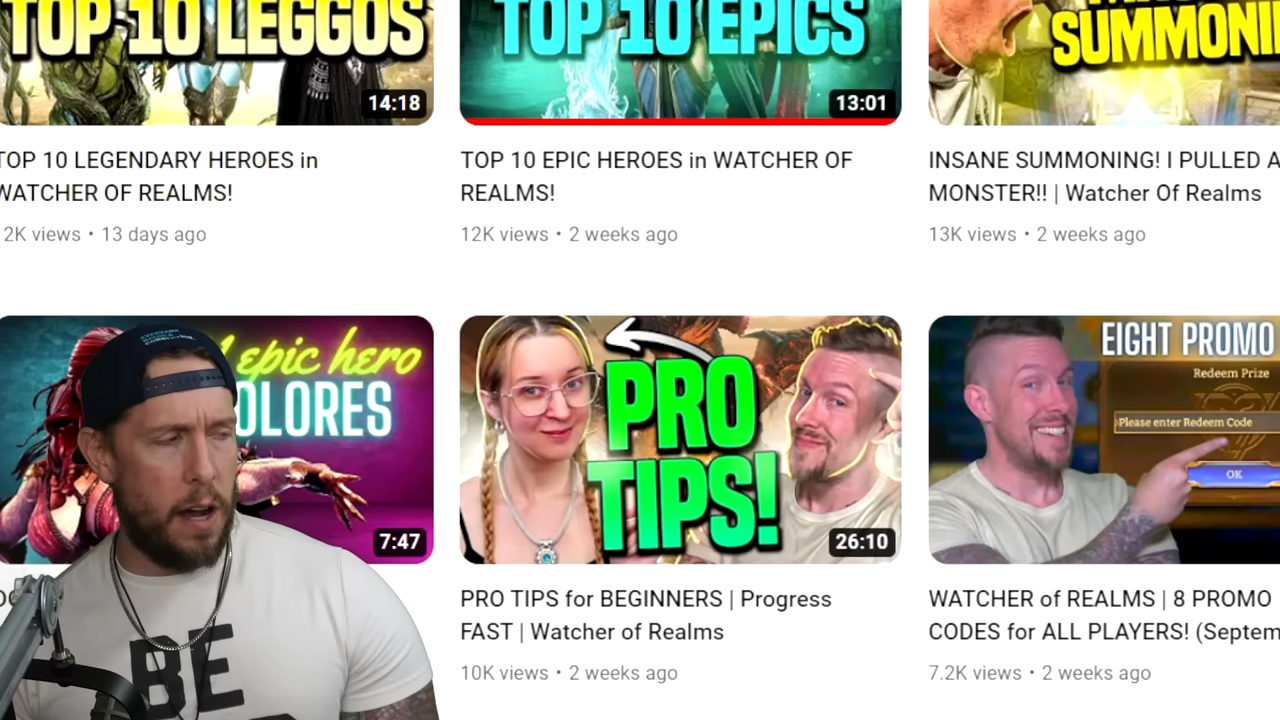 TOP 10 LEGGOS
14:18
TOP 10 LEGENDARY HEROES in
WATCHER OF REALMS!
2K views • 13 days ago
TOP 10 EPICS
13:01
TOP 10 EPIC HEROES in WATCHER OF
REALMS!
12K views • 2 weeks ago
SUMMONI
INSANE SUMMONING! I PULLED A
MONSTER!! | Watcher Of Realms
13K views • 2 weeks ago
epic hero
OLORES
7:47
BE
PRO
TIPS!
26:10
PRO TIPS for BEGINNERS | Progress
FAST | Watcher of Realms
10K views • 2 weeks ago
EIGHT PROMO
Redeem Prize
Please enter Redeem Code
OK
WATCHER of REALMS | 8 PROMO
CODES for ALL PLAYERS! (Septem
7.2K views • 2 weeks ago